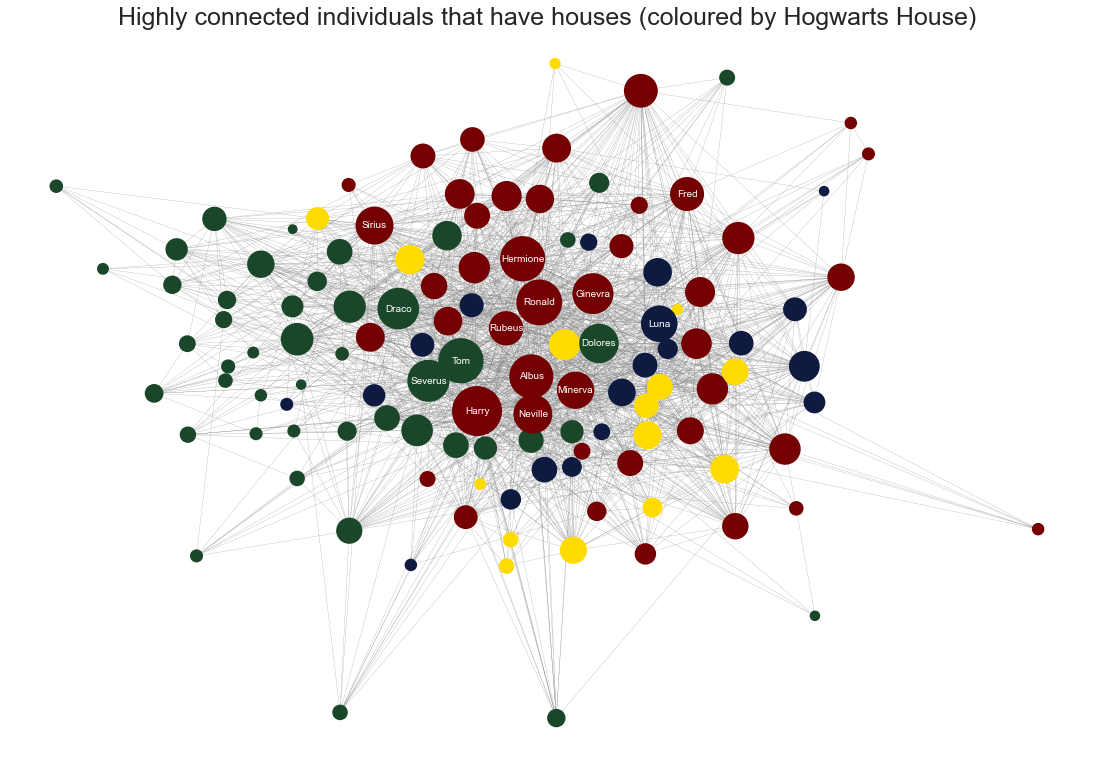 Highly connected individuals that have houses (coloured by Hogwarts House)
Fred
Sirius
Hermione
Ginevra
Ronald
Draco
Luna
Rubeus
Dolores
Tom
Albus
Severus
Minerva
Harry
Neville